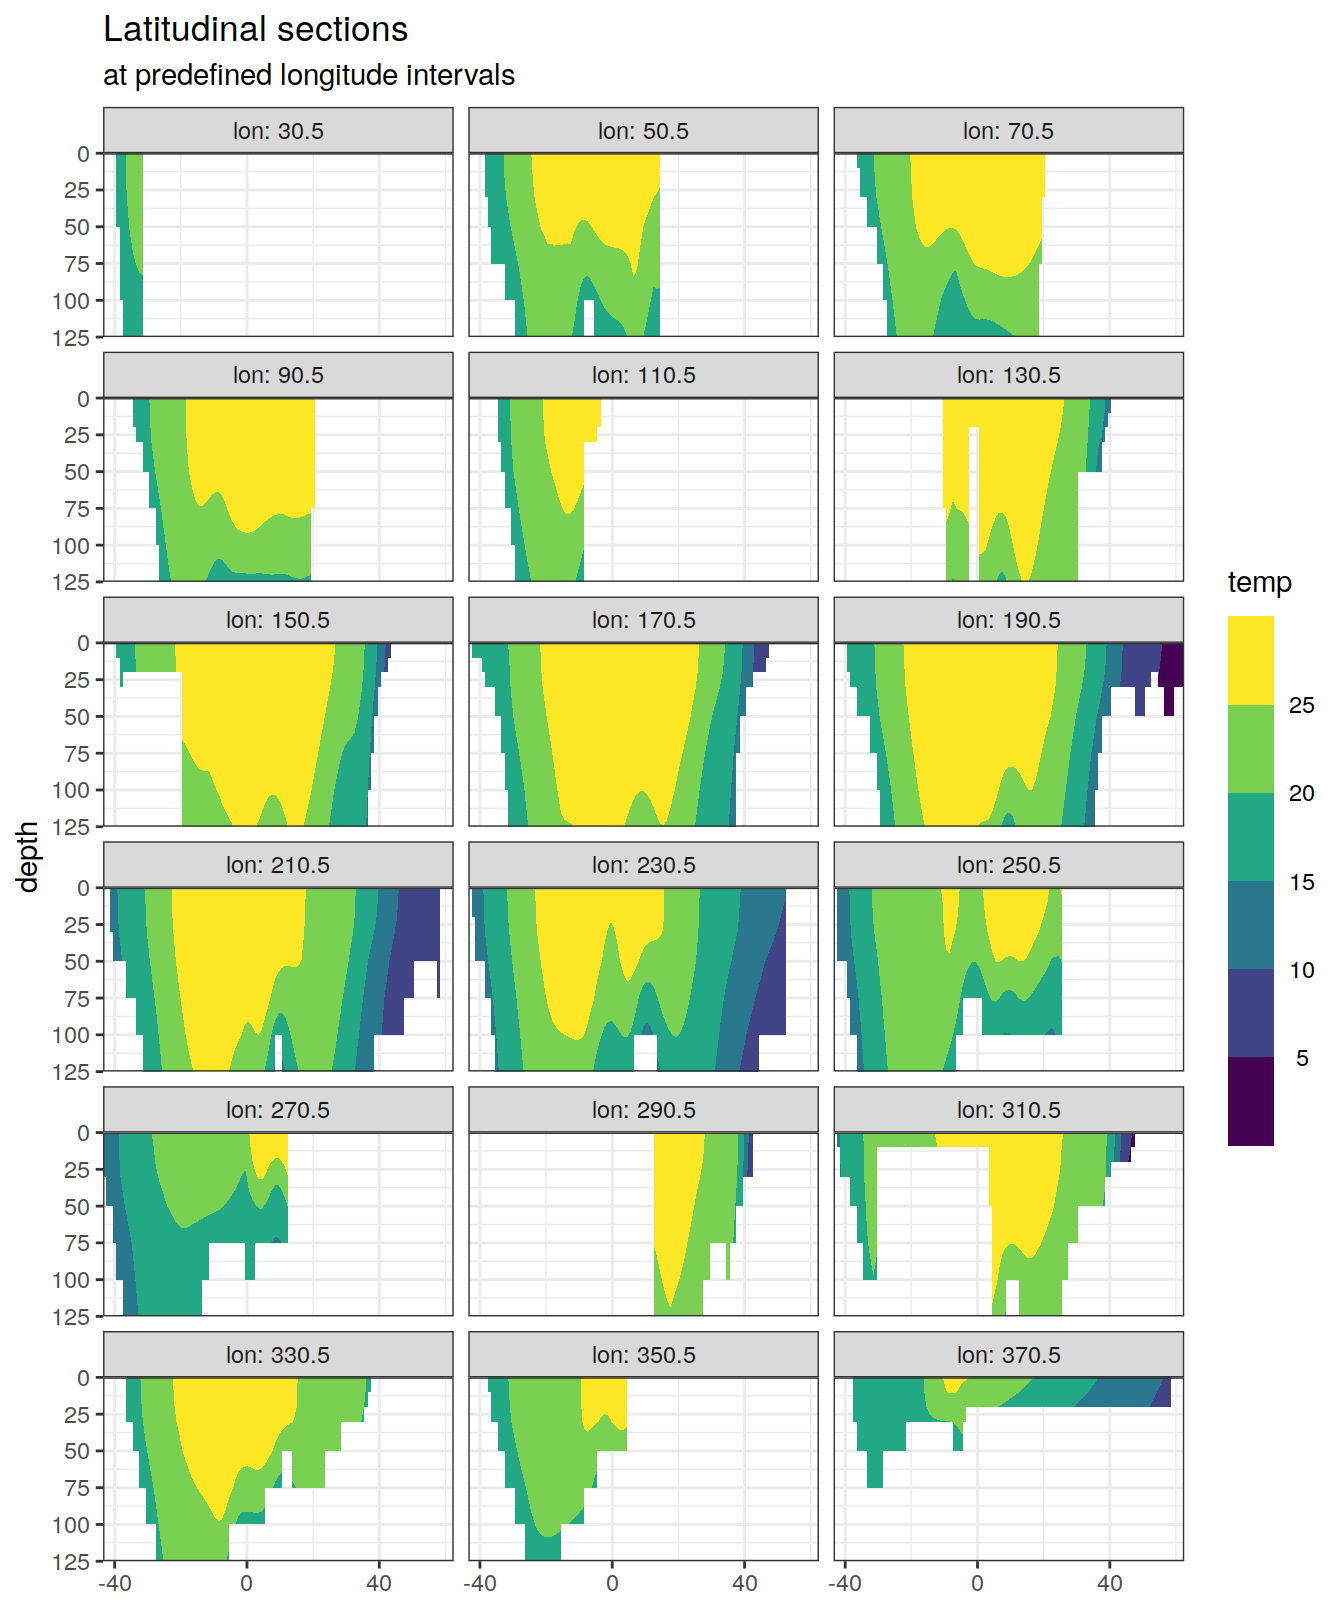 Latitudinal sections
at predefined longitude intervals
lon: 30.5
lon: 50.5
lon: 70.5
0
25
50
75
100
125
lon: 90.5
lon: 110.5
lon: 130.5
0
25
50
75
100
125
lon: 150.5
lon: 170.5
lon: 190.5
0
25
50
75
100
125
lon: 210.5
lon: 230.5
lon: 250.5
0
25
50
75
100
125
lon: 270.5
lon: 290.5
lon: 310.5
0
25
50
75
100
125
lon: 330.5
lon: 350.5
lon: 370.5
0
25
50
75
100
125
-40 0 40
-40 0 40
-40 0 40
depth
temp
25
20
15
10
5